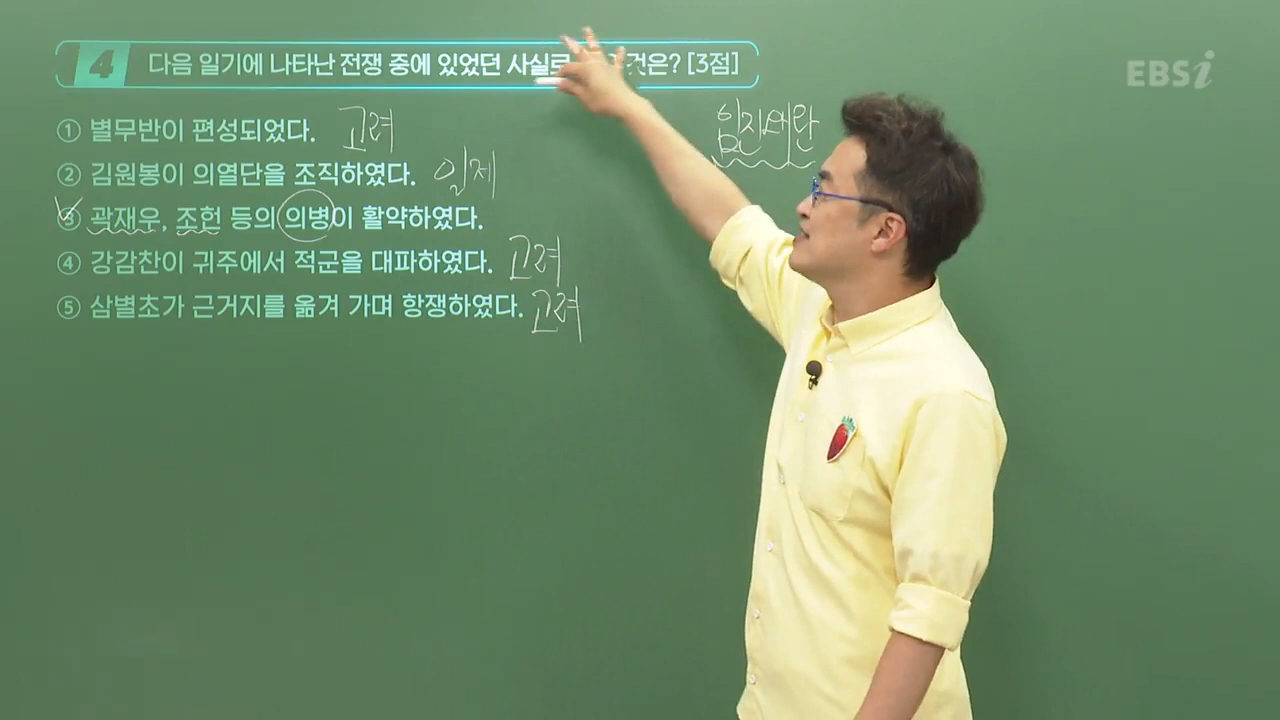 4 다음 일기에 나타난 전쟁 중에 있었던 사실로 것은? [3점]
EBSi
① 별무반이 편성되었다. 고려
임진왜란
② 김원봉이 의열단을 조직하였다. 일제
③ 곽재우, 조헌 등의 의병이 활약하였다.
④ 강감찬이 귀주에서 적군을 대파하였다. 고려
⑤ 삼별초가 근거지를 옮겨 가며 항쟁하였다. 고려